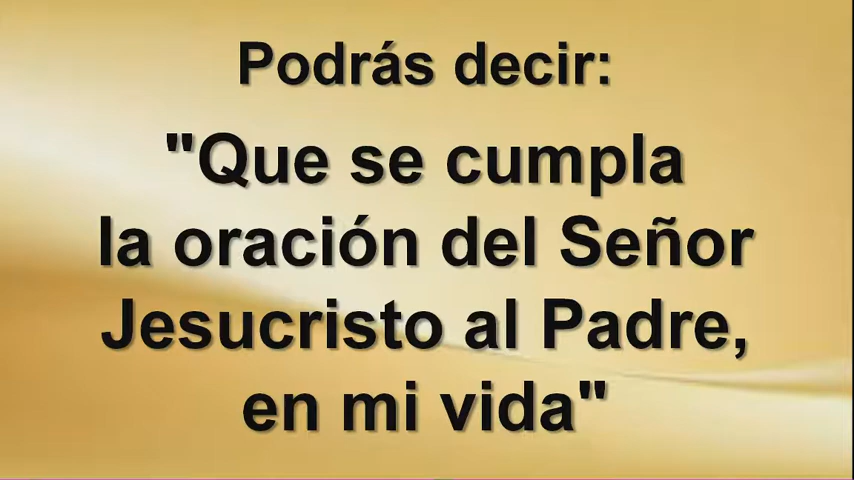 Podrás decir:
"Que se cumpla
la oración del Señor
Jesucristo al Padre,
en mi vida"